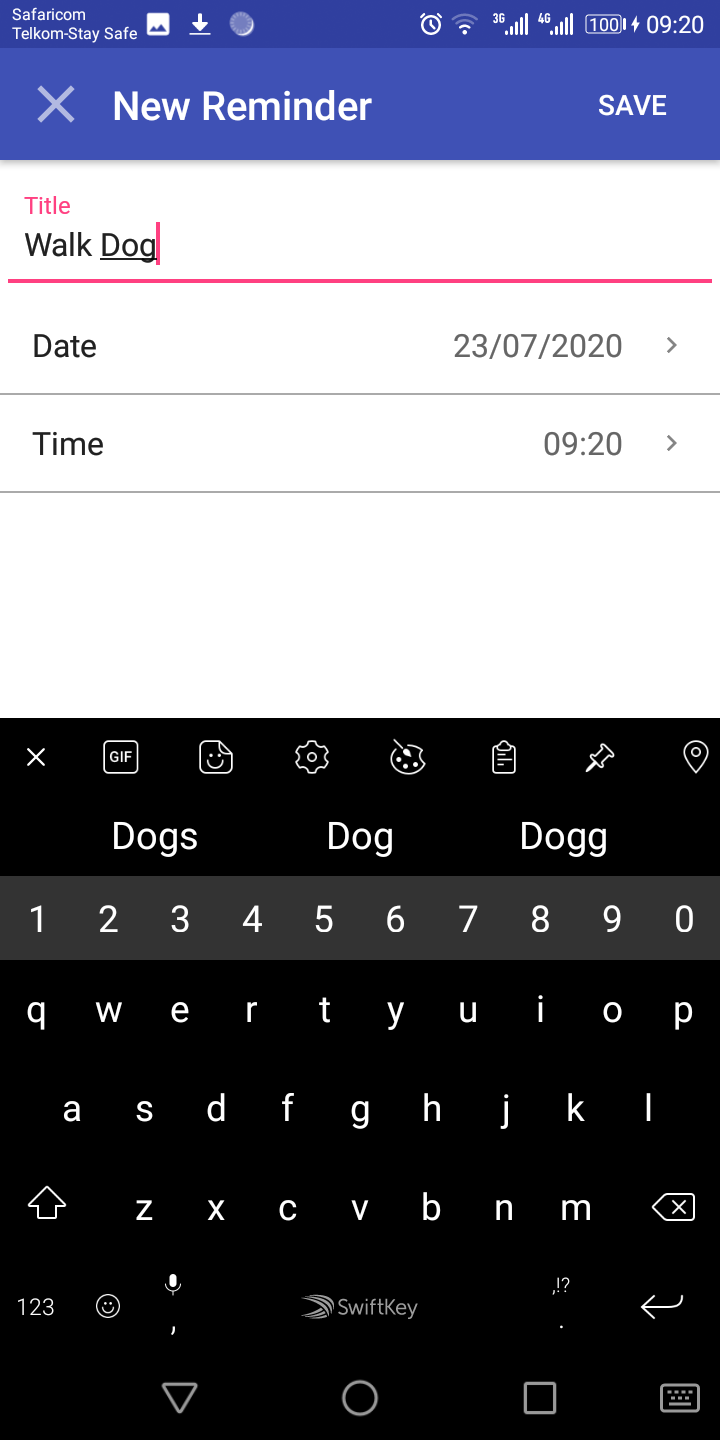 Safaricom
Telkom-Stay Safe 3G 4G 100 09:20
New Reminder SAVE
Title
Walk Dog
Date 23/07/2020
Time 09:20
GIF
Dogs Dog Dogg
1 2 3 4 5 6 7 8 9 0
q w e r t y u i o p
a s d f g h j k l
z x c v b n m
123 , SwiftKey ,!? .